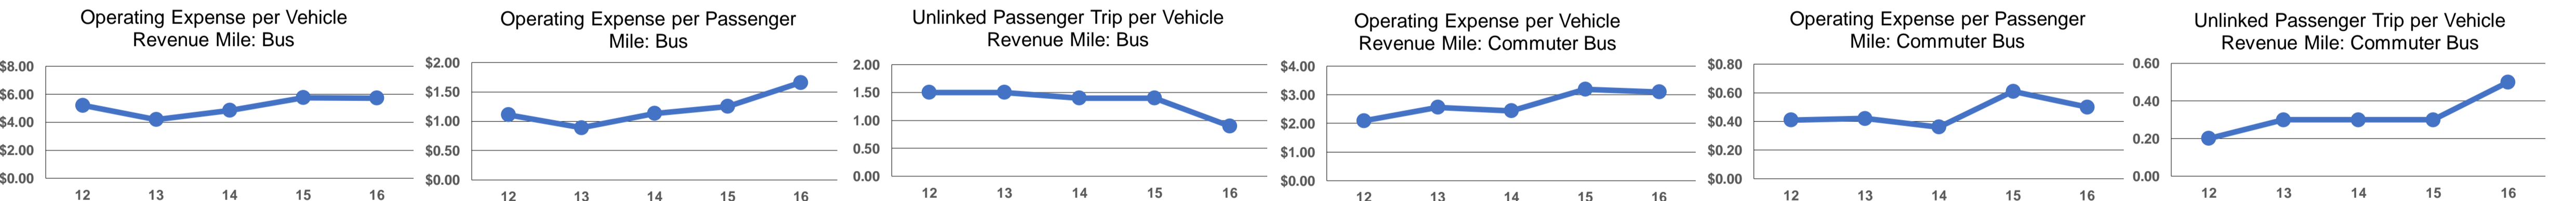 Operating Expense per Vehicle
Revenue Mile: Bus
$8.00
$6.00
$4.00
$2.00
$0.00
12 13 14 15 16
Operating Expense per Passenger
Mile: Bus
$2.00
$1.50
$1.00
$0.50
$0.00
12 13 14 15 16
Unlinked Passenger Trip per Vehicle
Revenue Mile: Bus
2.00
1.50
1.00
0.50
0.00
12 13 14 15 16
Operating Expense per Vehicle
Revenue Mile: Commuter Bus
$4.00
$3.00
$2.00
$1.00
$0.00
12 13 14 15 16
Operating Expense per Passenger
Mile: Commuter Bus
$0.80
$0.60
$0.40
$0.20
$0.00
12 13 14 15 16
Unlinked Passenger Trip per Vehicle
Revenue Mile: Commuter Bus
0.60
0.40
0.20
0.00
12 13 14 15 16